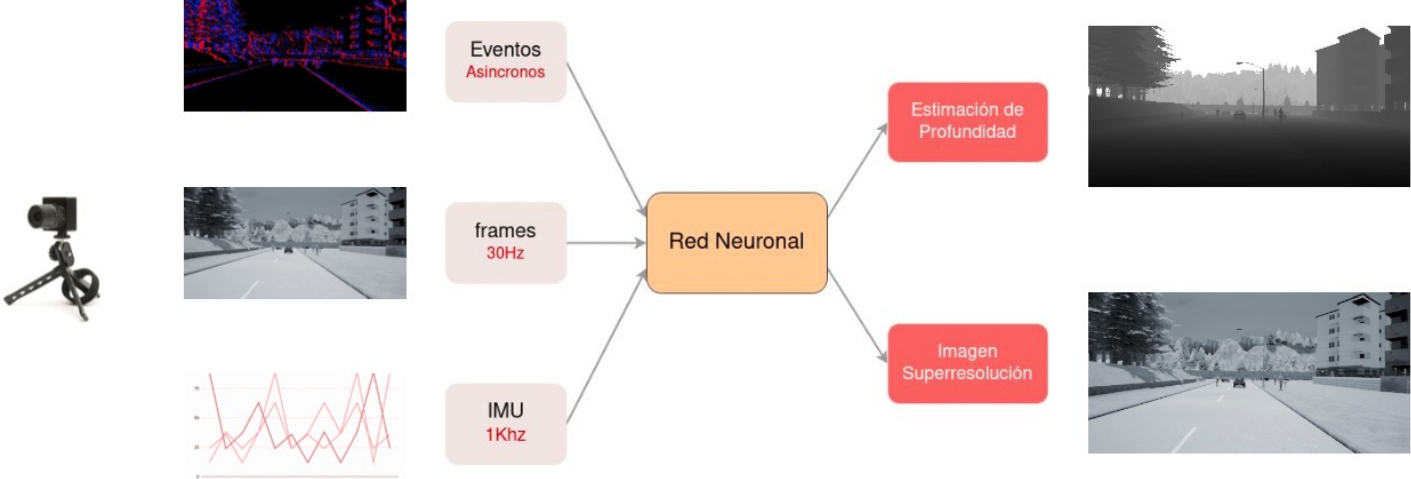 Eventos
Asincronos
frames
30Hz
IMU
1Khz
Red Neuronal
Estimación de
Profundidad
Imagen
Superresolución